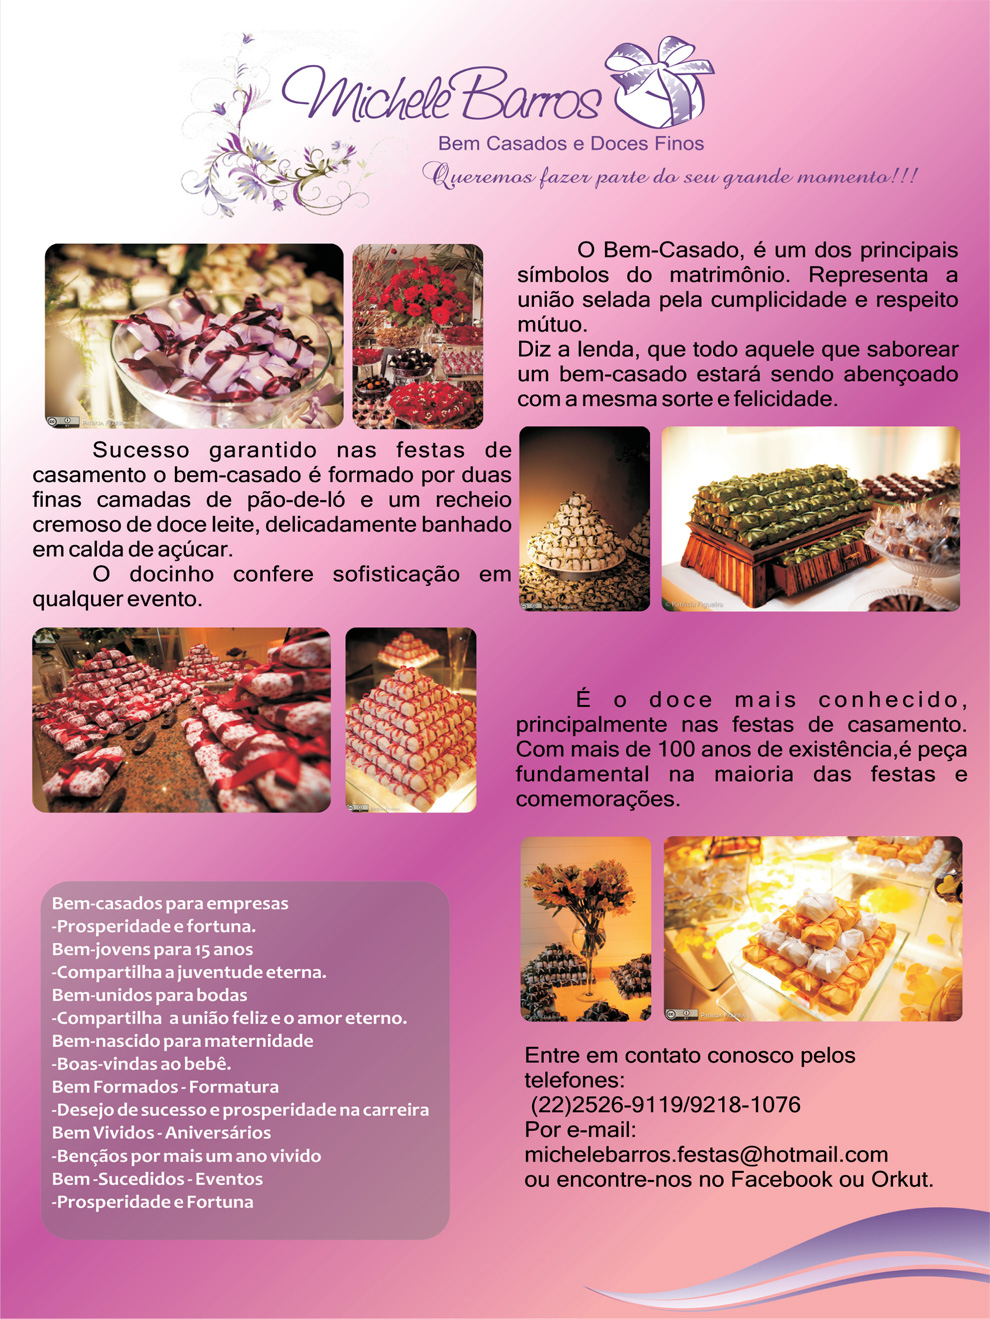 Michele Barros
Bem Casados e Doces Finos
Queremos fazer parte do seu grande momento!!!
O Bem-Casado, é um dos principais
símbolos do matrimônio. Representa a
união selada pela cumplicidade e respeito
mútuo.
Diz a lenda, que todo aquele que saborear
um bem-casado estará sendo abençoado
com a mesma sorte e felicidade.
Sucesso garantido nas festas de
casamento o bem-casado é formado por duas
finas camadas de pão-de-ló e um recheio
cremoso de doce leite, delicadamente banhado
em calda de açúcar.
O docinho confere sofisticação em
qualquer evento.
É o doce mais conhecido,
principalmente nas festas de casamento.
Com mais de 100 anos de existência,é peça
fundamental na maioria das festas e
comemorações.
Bem-casados para empresas
-Prosperidade e fortuna.
Bem-jovens para 15 anos
-Compartilha a juventude eterna.
Bem-unidos para bodas
-Compartilha a união feliz e o amor eterno.
Bem-nascido para maternidade
-Boas-vindas ao bebê.
Bem Formados - Formatura
-Desejo de sucesso e prosperidade na carreira
Bem Vividos - Aniversários
-Bençãos por mais um ano vivido
Bem -Sucedidos - Eventos
-Prosperidade e Fortuna
Entre em contato conosco pelos
telefones:
(22)2526-9119/9218-1076
Por e-mail:
michelebarros.festas@hotmail.com
ou encontre-nos no Facebook ou Orkut.